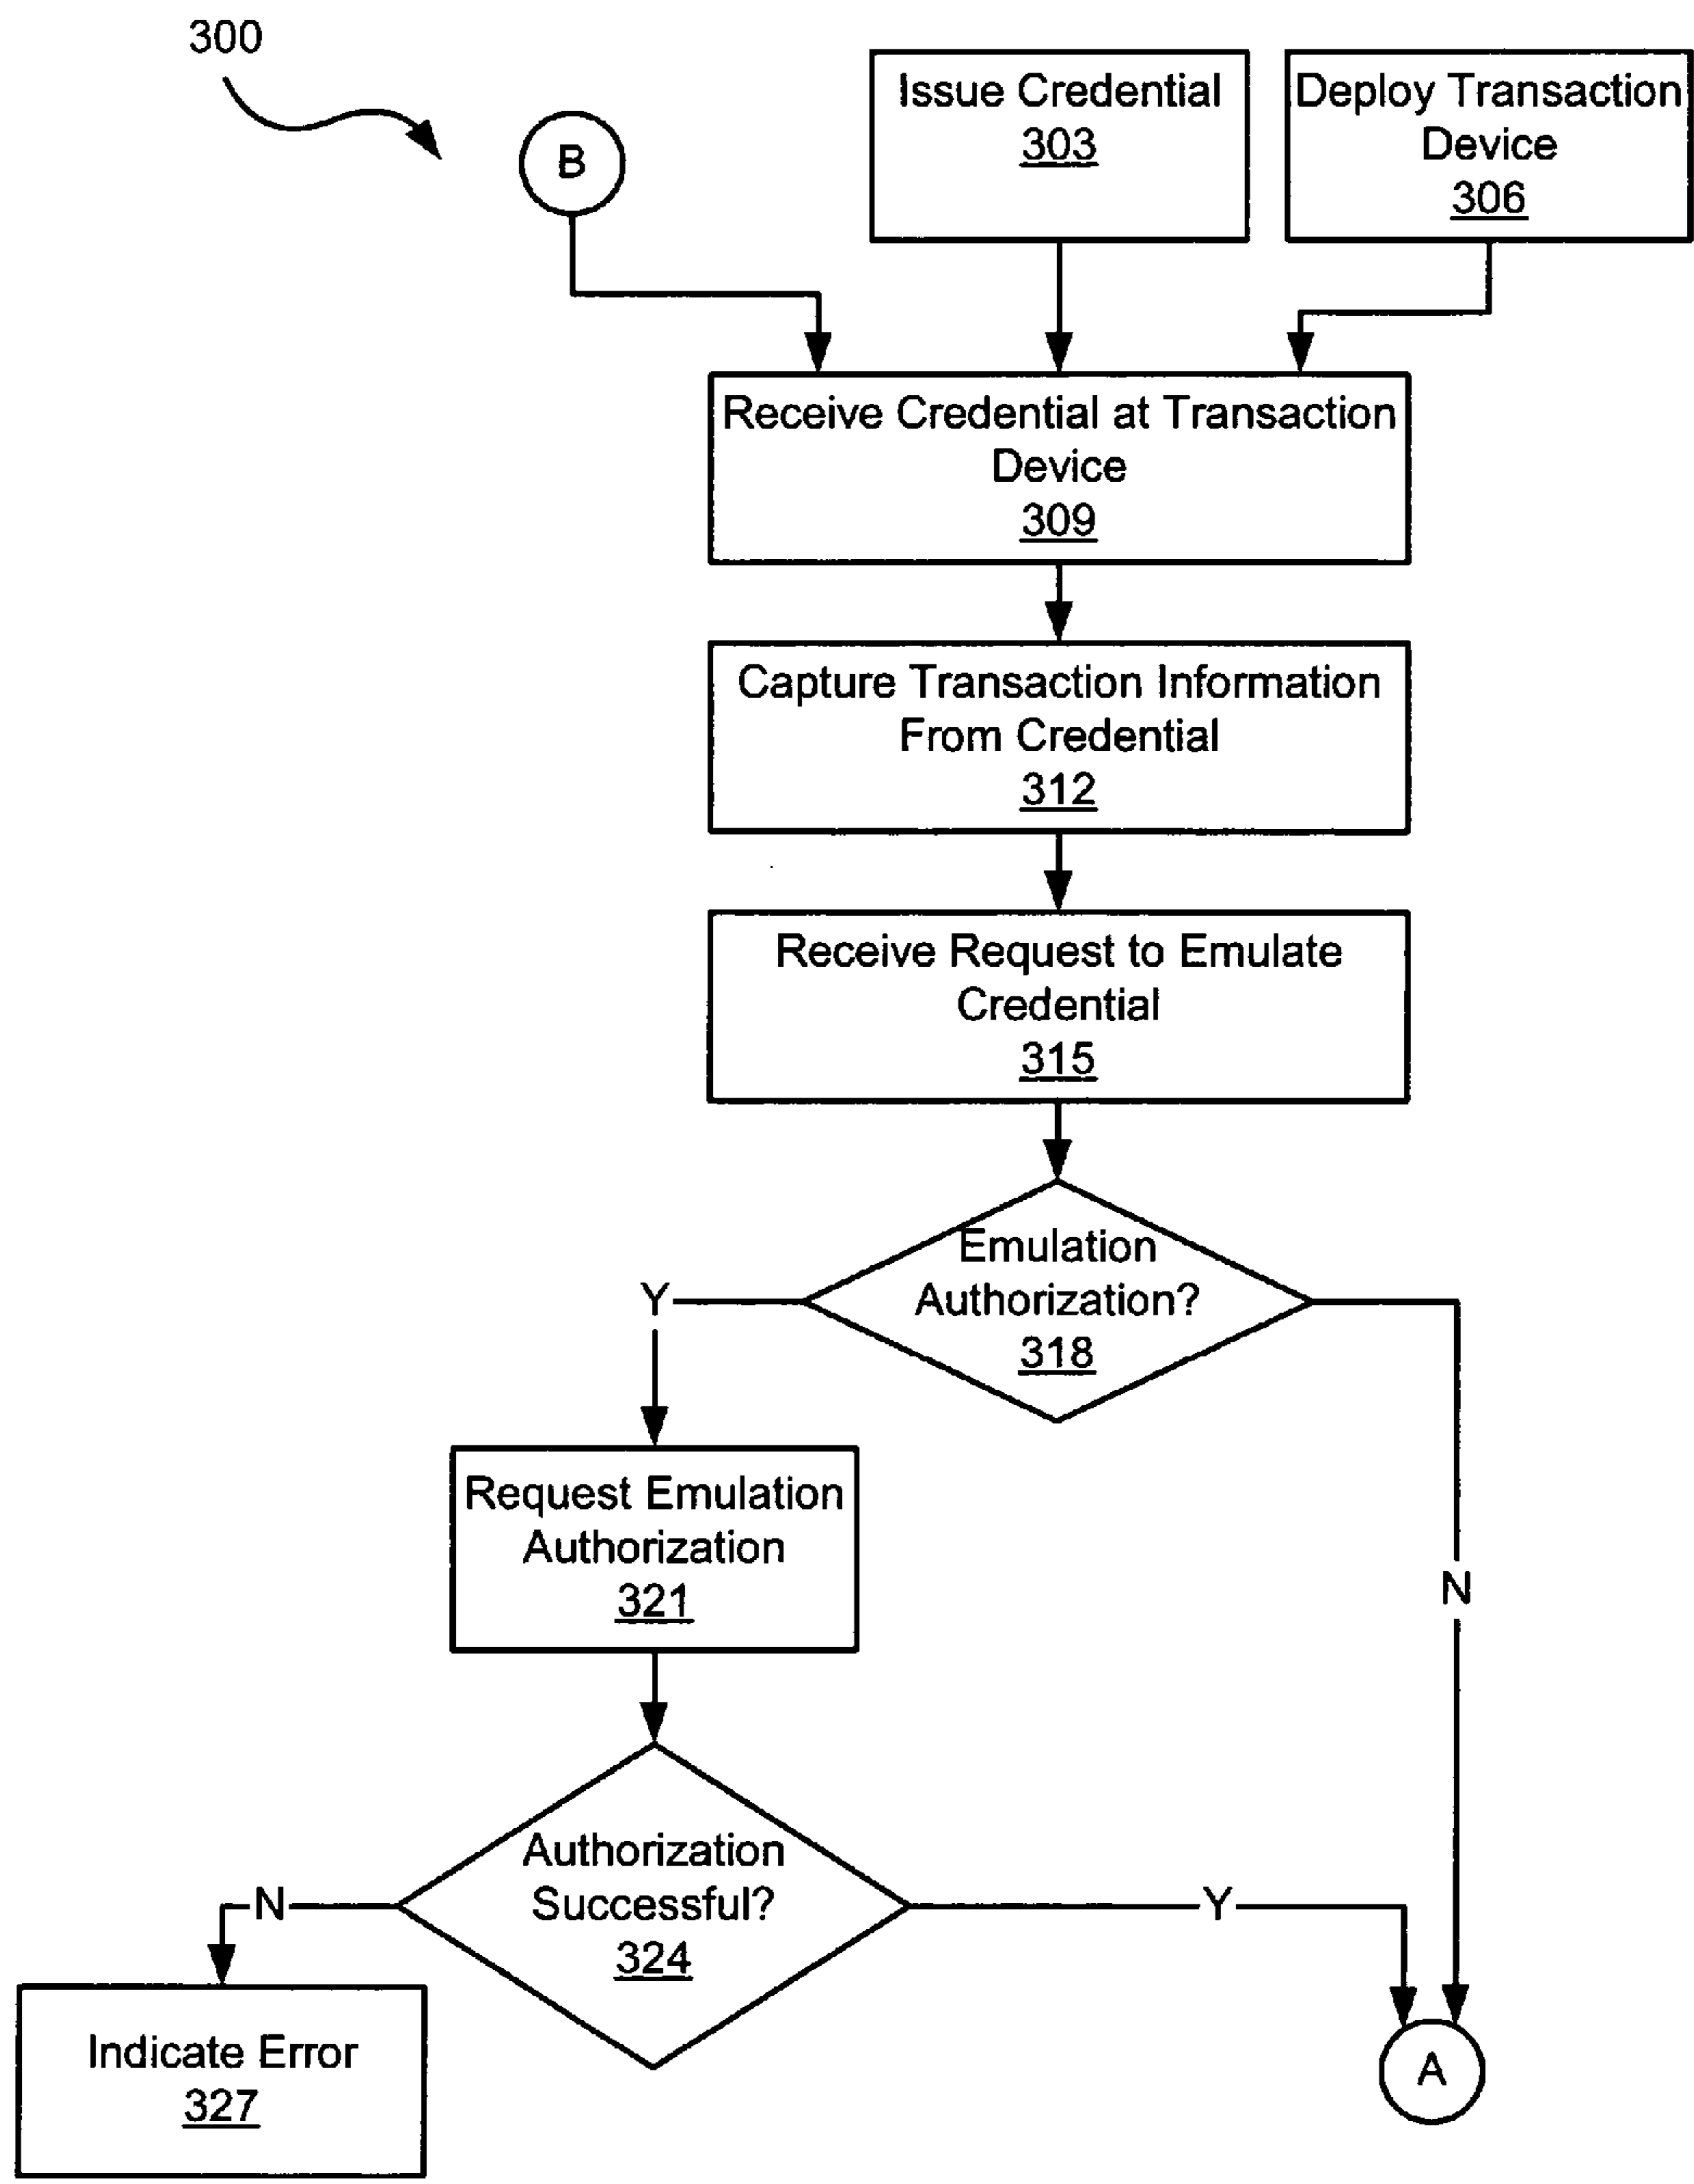 300
B
Issue Credential
303
Deploy Transaction
Device
306
Receive Credential at Transaction
Device
309
Capture Transaction Information
From Credential
312
Receive Request to Emulate
Credential
315
Emulation
Authorization?
318
Y
N
Request Emulation
Authorization
321
Authorization
Successful?
324
N
Y
Indicate Error
327
A